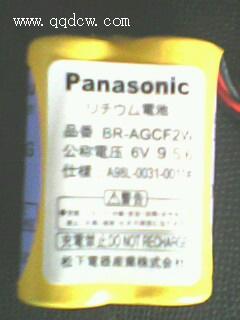 www.qqdcw.com
Panasonic
リチウム電池
品番 BR-AGCF2W
公称電圧 6V 956
仕様 A98L-0031-0011#
警告
充電禁止 DO NOT RECHARGE
松下電器産業株式会社